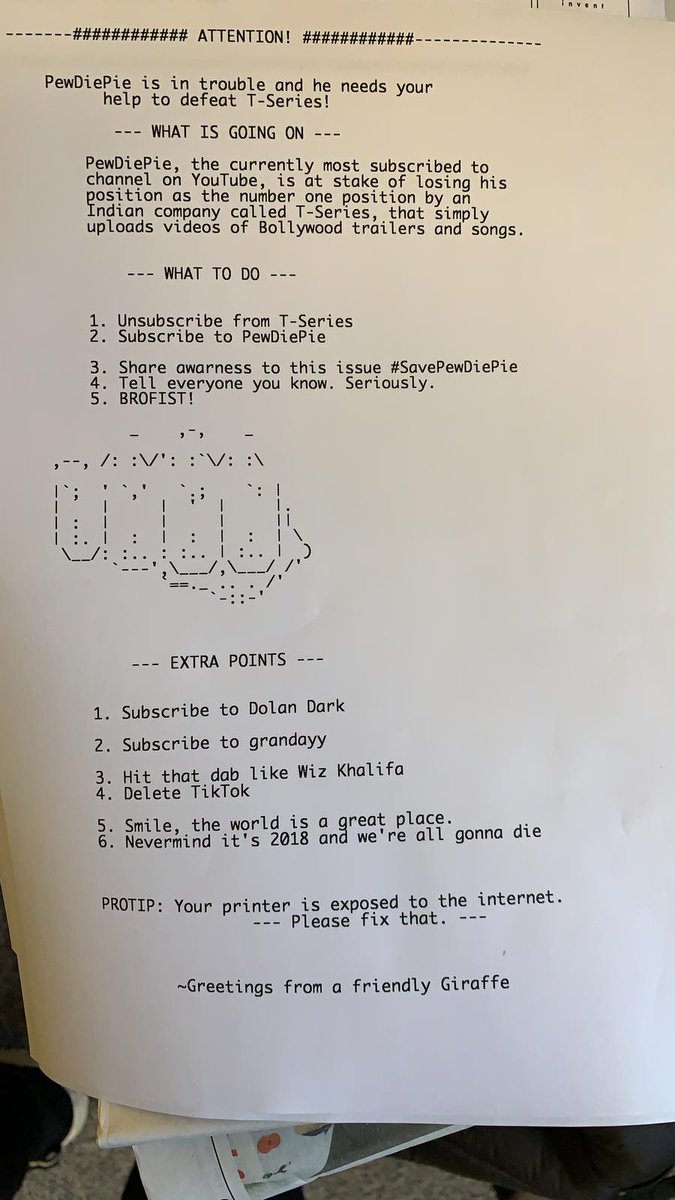 invent
-------############ ATTENTION! ############--------------
PewDiePie is in trouble and he needs your
help to defeat T-Series!
--- WHAT IS GOING ON ---
PewDiePie, the currently most subscribed to
channel on YouTube, is at stake of losing his
position as the number one position by an
Indian company called T-Series, that simply
uploads videos of Bollywood trailers and songs.
--- WHAT TO DO ---
1. Unsubscribe from T-Series
2. Subscribe to PewDiePie
3. Share awarness to this issue #SavePewDiePie
4. Tell everyone you know. Seriously.
5. BROFIST!
--- EXTRA POINTS ---
1. Subscribe to Dolan Dark
2. Subscribe to grandayy
3. Hit that dab like Wiz Khalifa
4. Delete TikTok
5. Smile, the world is a great place.
6. Nevermind it's 2018 and we're all gonna die
PROTIP: Your printer is exposed to the internet.
--- Please fix that. ---
~Greetings from a friendly Giraffe